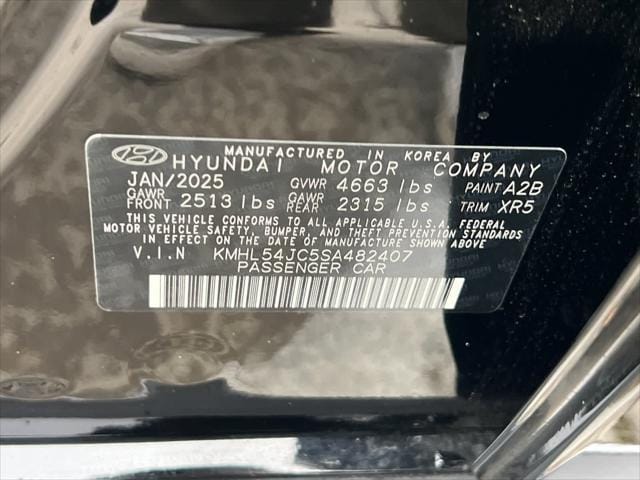 MANUFACTURED IN KOREA BY
HYUNDAI MOTOR COMPANY
JAN/2025 GVWR 4663 lbs PAINT A2B
GAWR FRONT 2513 lbs GAWR REAR 2315 lbs TRIM XR5
THIS VEHICLE CONFORMS TO ALL APPLICABLE U.S.A. FEDERAL
MOTOR VEHICLE SAFETY, BUMPER, AND THEFT PREVENTION STANDARDS
IN EFFECT ON THE DATE OF MANUFACTURE SHOWN ABOVE
V.I.N KMHL54JC5SA482407
PASSENGER CAR